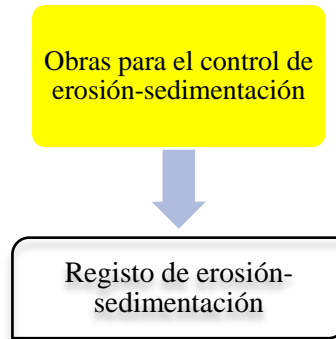 Obras para el control de
erosión-sedimentación
Registo de erosión-
sedimentación